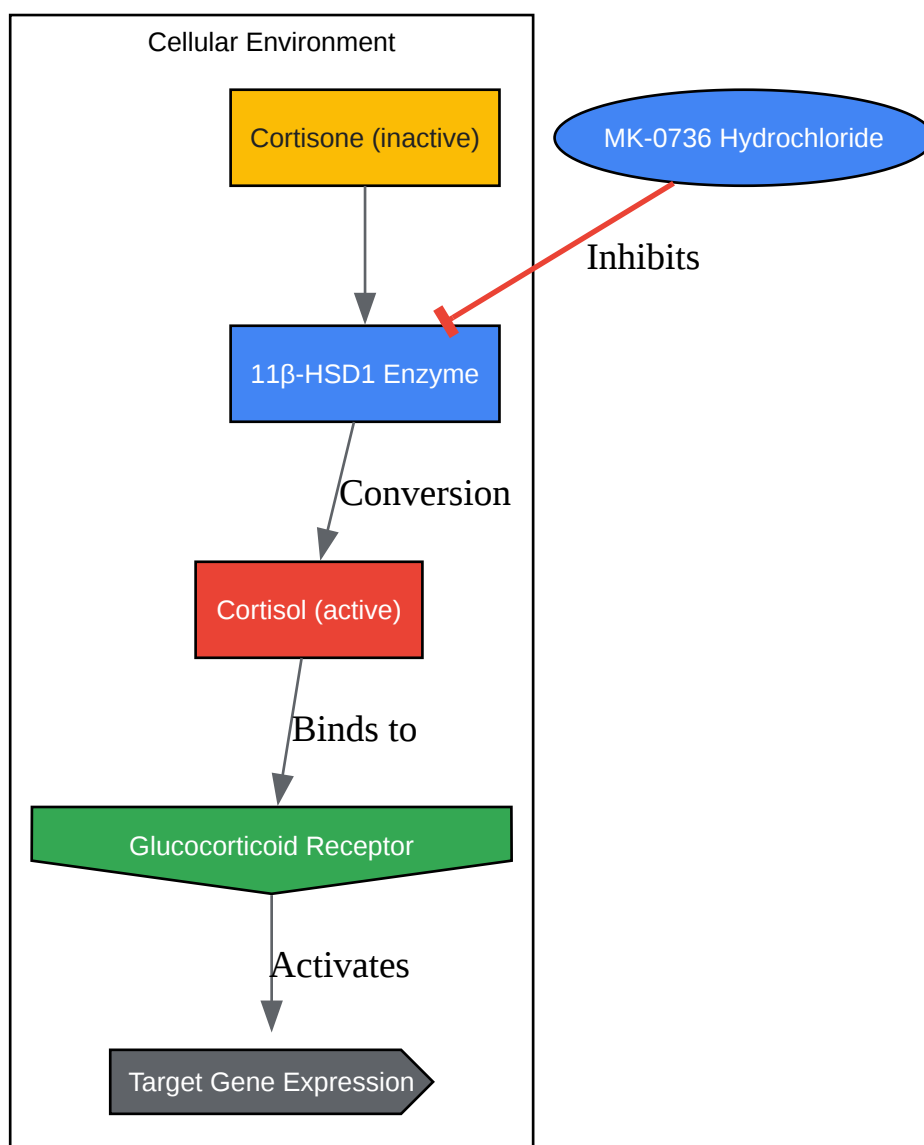 Cellular Environment
Cortisone (inactive)
MK-0736 Hydrochloride
Inhibits
11β-HSD1 Enzyme
Conversion
Cortisol (active)
Binds to
Glucocorticoid Receptor
Activates
Target Gene Expression